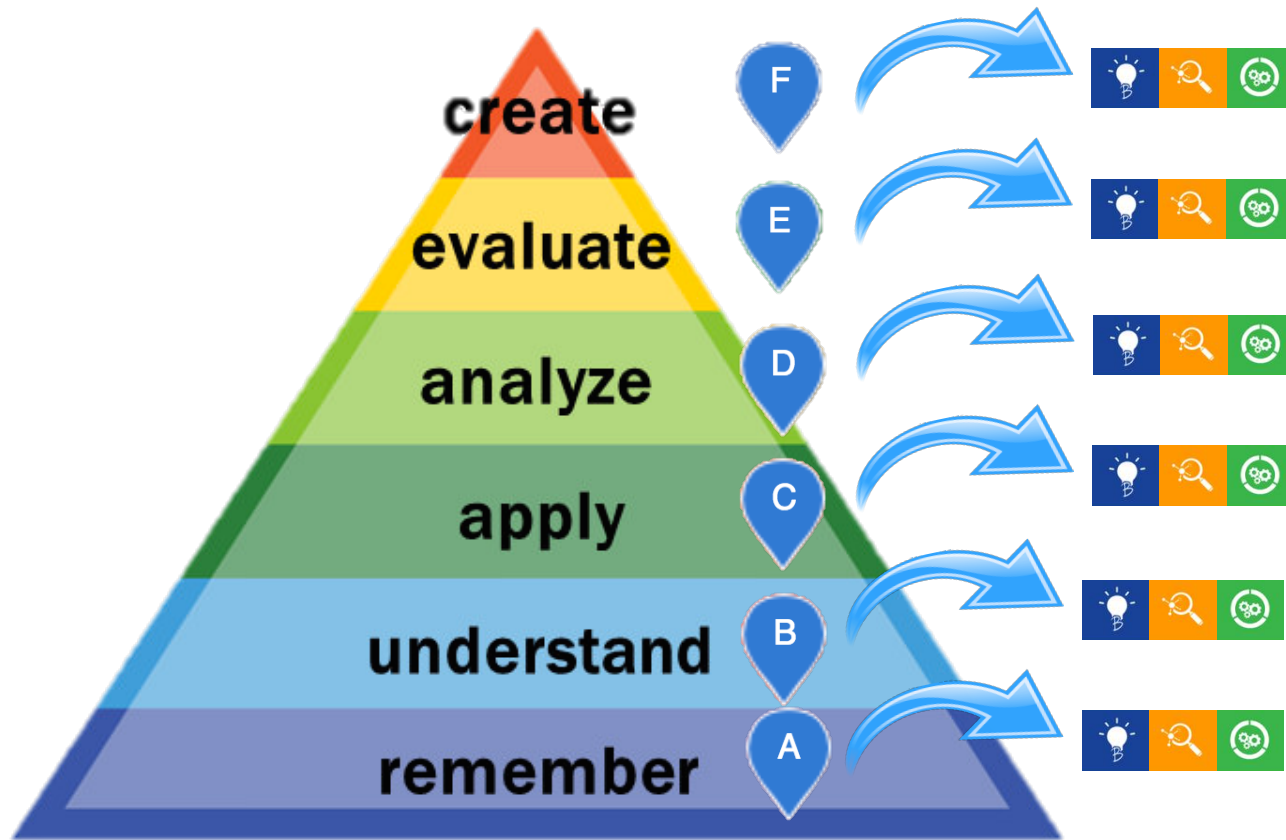 create
F
evaluate
E
analyze
D
apply
C
understand
B
remember
A